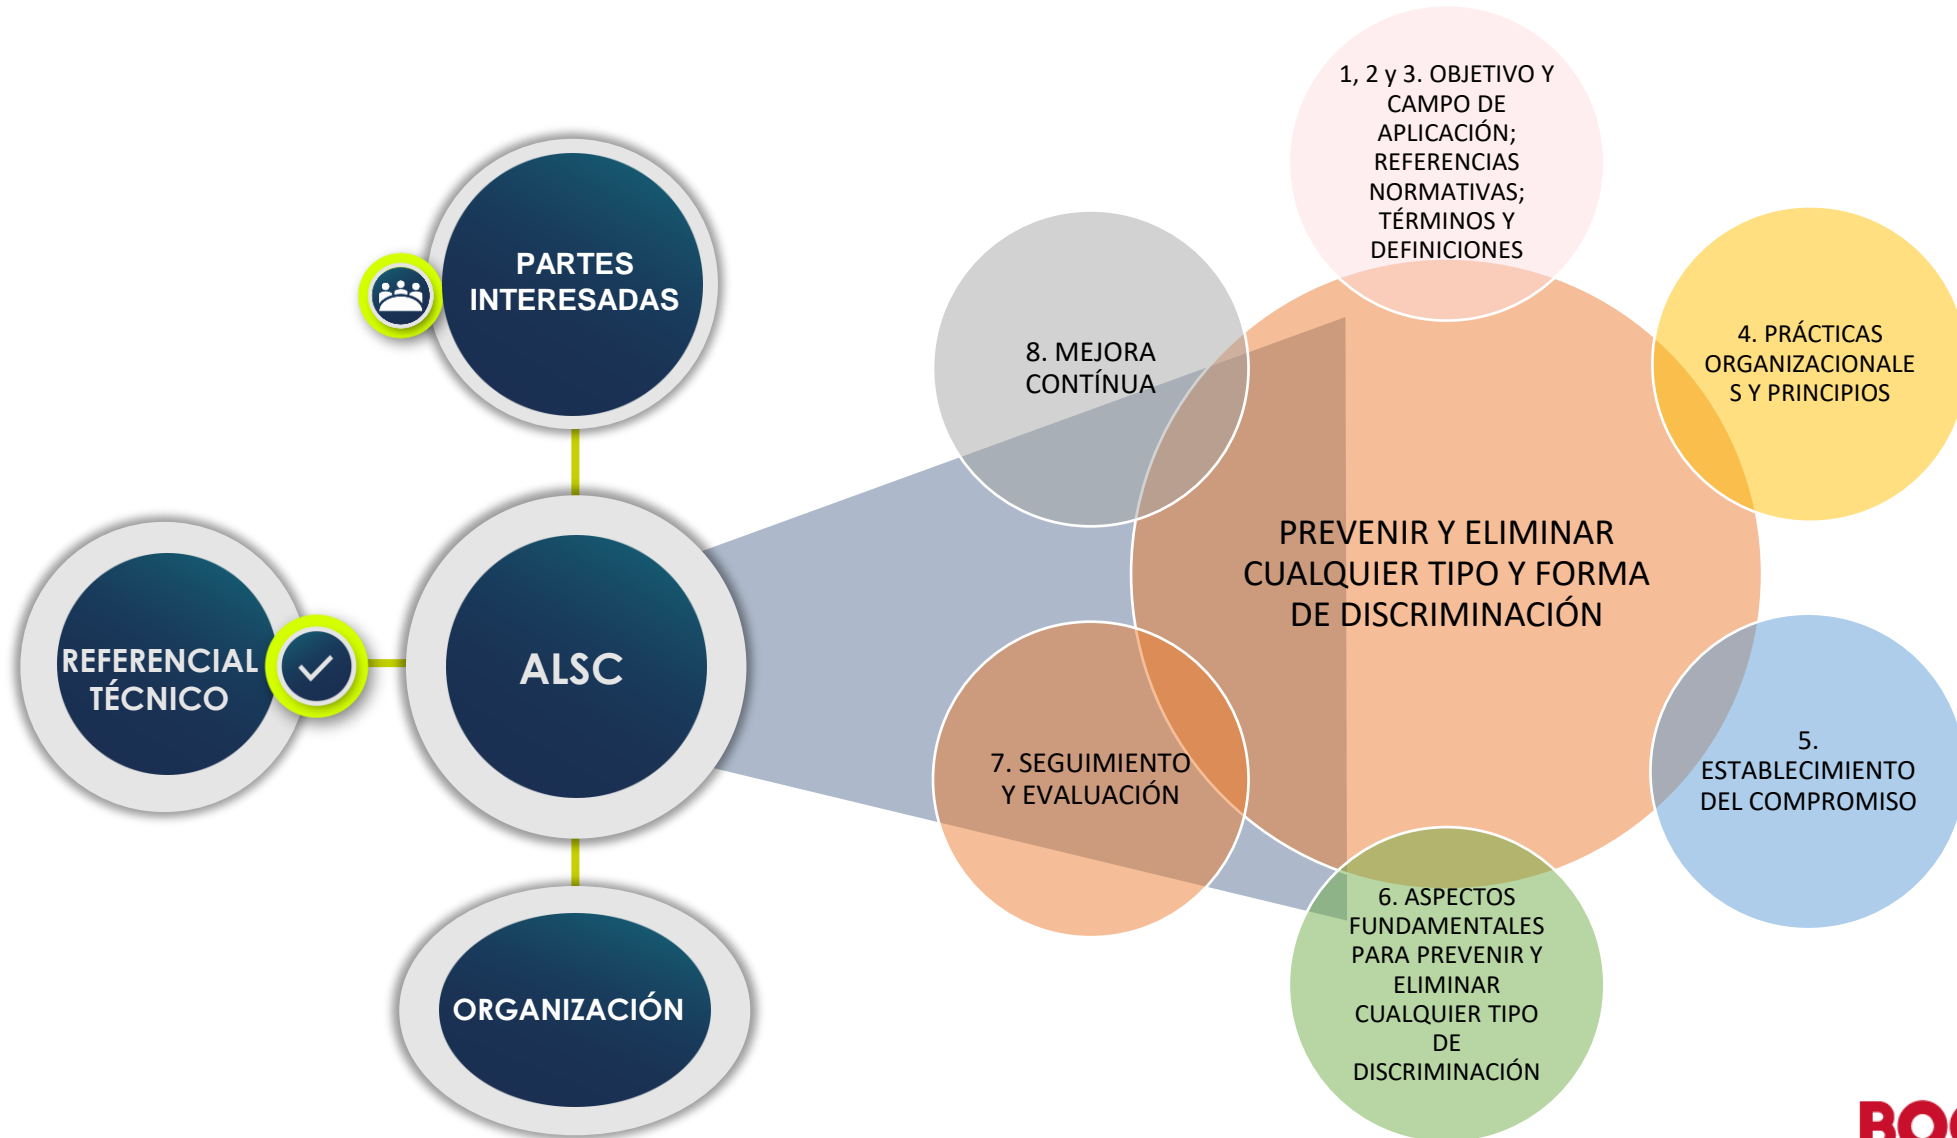 PARTES
INTERESADAS
REFERENCIAL
TÉCNICO
ALSC
ORGANIZACIÓN
1, 2 y 3. OBJETIVO Y
CAMPO DE
APLICACIÓN;
REFERENCIAS
NORMATIVAS;
TÉRMINOS Y
DEFINICIONES
4. PRÁCTICAS
ORGANIZACIONALE
S Y PRINCIPIOS
5.
ESTABLECIMIENTO
DEL COMPROMISO
6. ASPECTOS
FUNDAMENTALES
PARA PREVENIR Y
ELIMINAR
CUALQUIER TIPO
DE
DISCRIMINACIÓN
7. SEGUIMIENTO
Y EVALUACIÓN
8. MEJORA
CONTÍNUA
PREVENIR Y ELIMINAR
CUALQUIER TIPO Y FORMA
DE DISCRIMINACIÓN